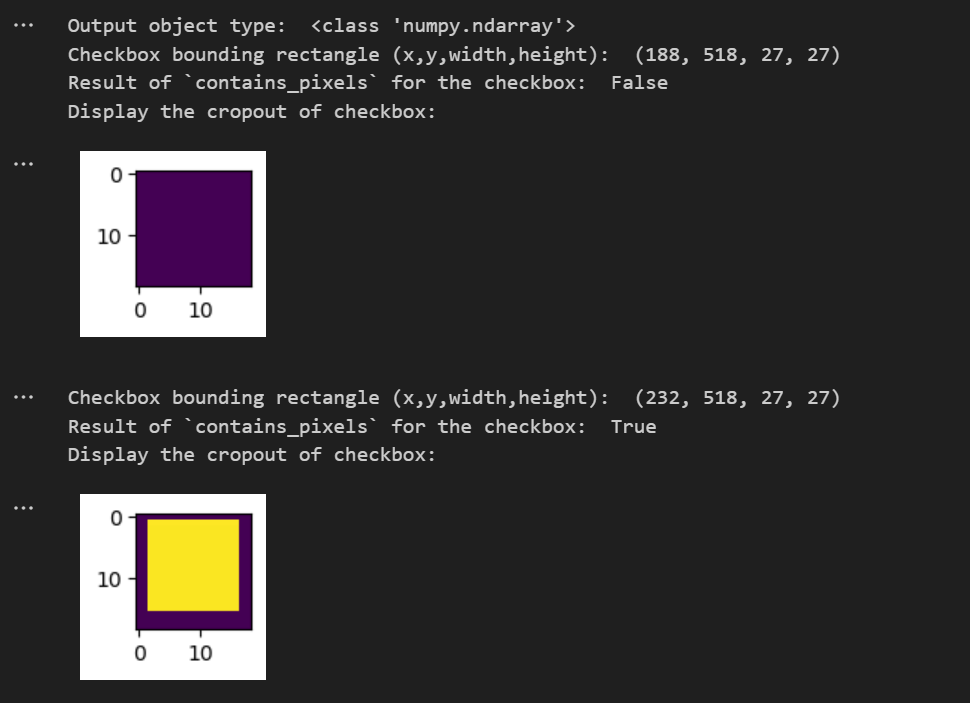 ... Output object type:  <class 'numpy.ndarray'>
Checkbox bounding rectangle (x,y,width,height):  (188, 518, 27, 27)
Result of `contains_pixels` for the checkbox:  False
Display the cropout of checkbox:
...
0
10
0 10
... Checkbox bounding rectangle (x,y,width,height):  (232, 518, 27, 27)
Result of `contains_pixels` for the checkbox:  True
Display the cropout of checkbox:
...
0
10
0 10